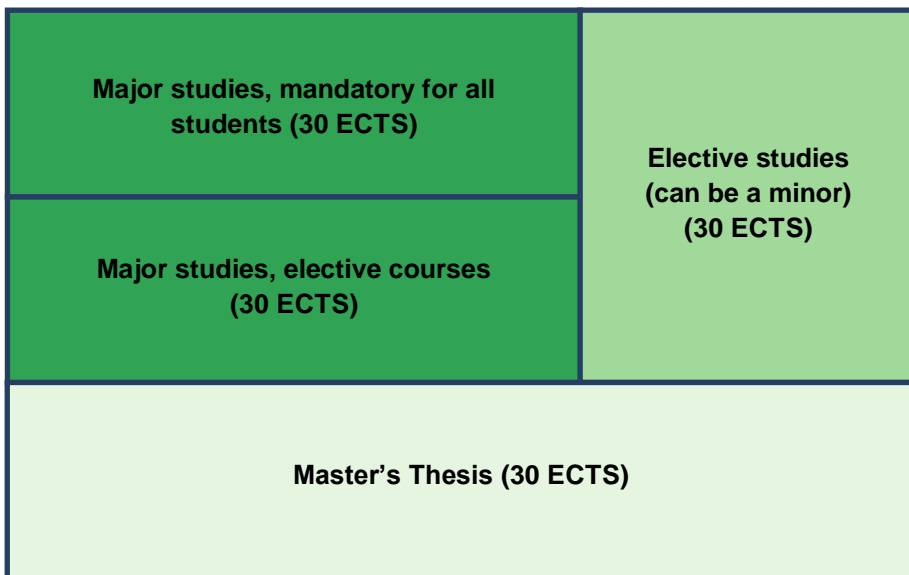 Major studies, mandatory for all
students (30 ECTS)
Elective studies
(can be a minor)
(30 ECTS)
Major studies, elective courses
(30 ECTS)
Master’s Thesis (30 ECTS)